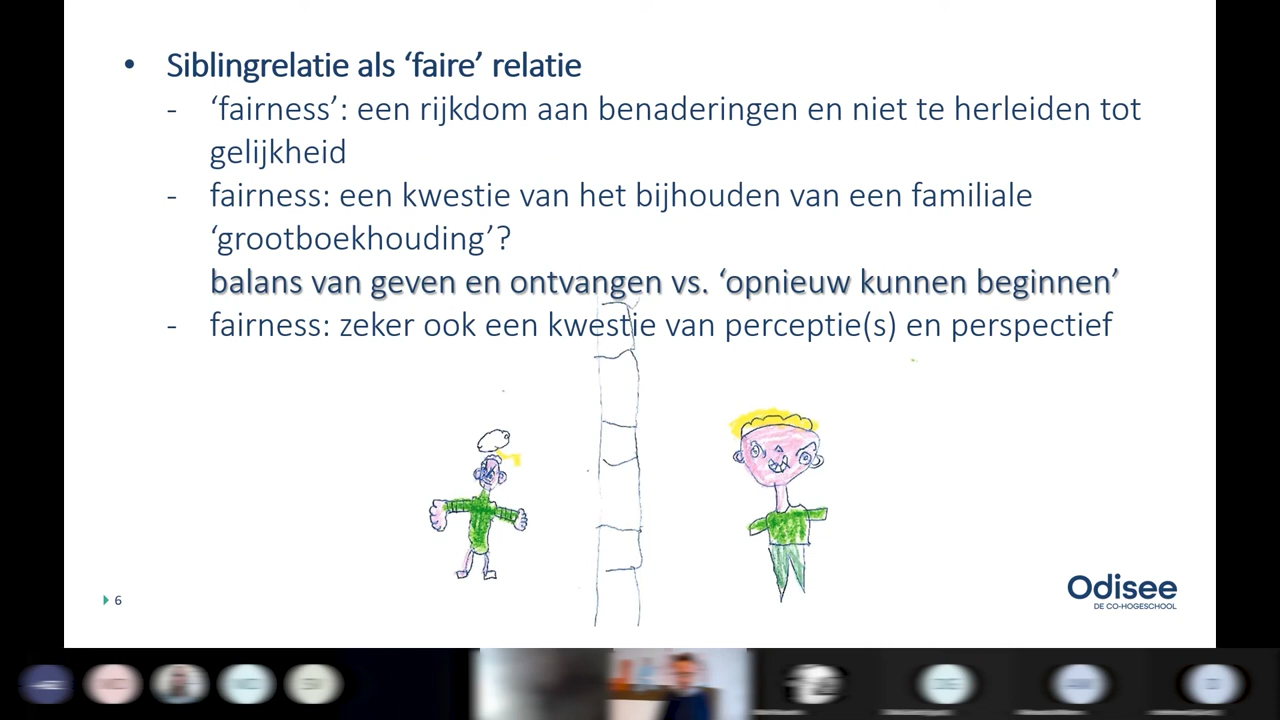 • Siblingrelatie als ‘faire’ relatie
- ‘fairness’: een rijkdom aan benaderingen en niet te herleiden tot
gelijkheid
- fairness: een kwestie van het bijhouden van een familiale
‘grootboekhouding’?
balans van geven en ontvangen vs. ‘opnieuw kunnen beginnen’
- fairness: zeker ook een kwestie van perceptie(s) en perspectief
6
Odisee
DE CO-HOGESCHOOL